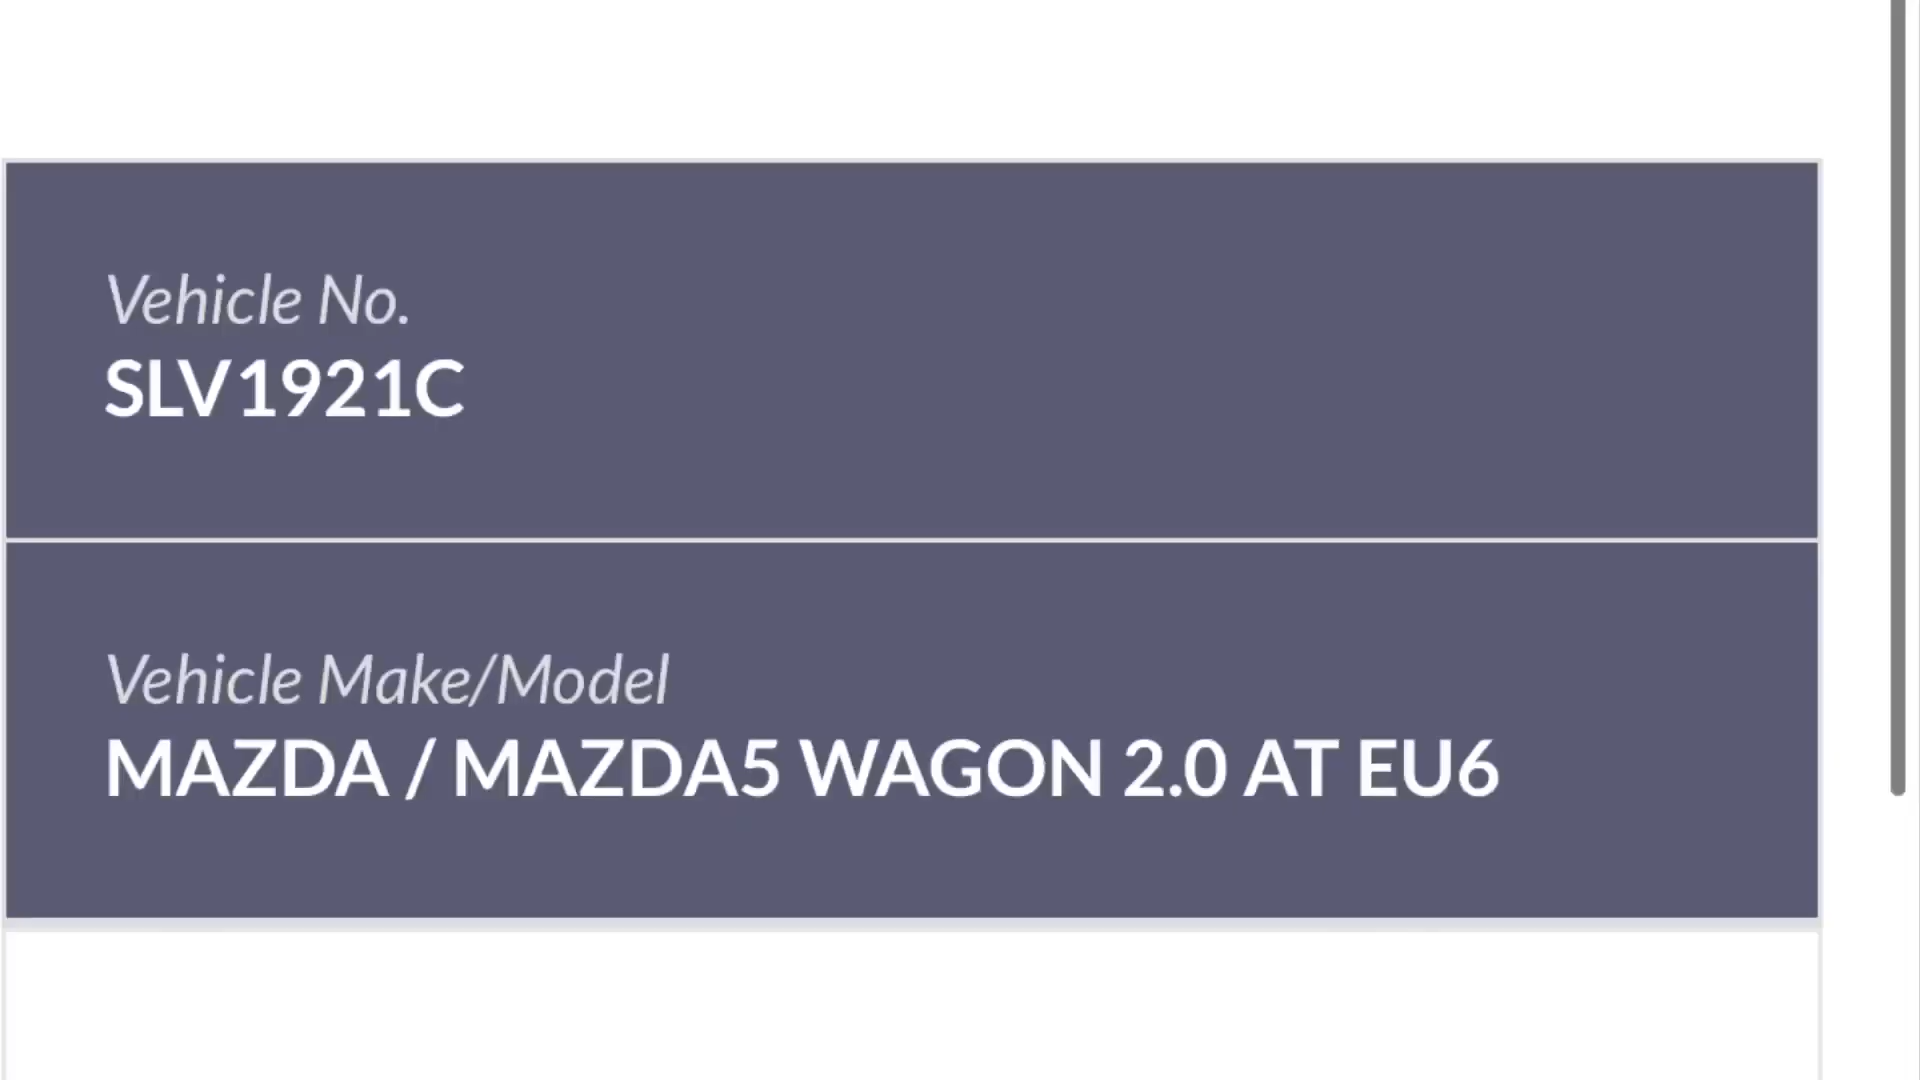 Vehicle No.
SLV1921C
Vehicle Make/Model
MAZDA / MAZDA5 WAGON 2.0 AT EU6